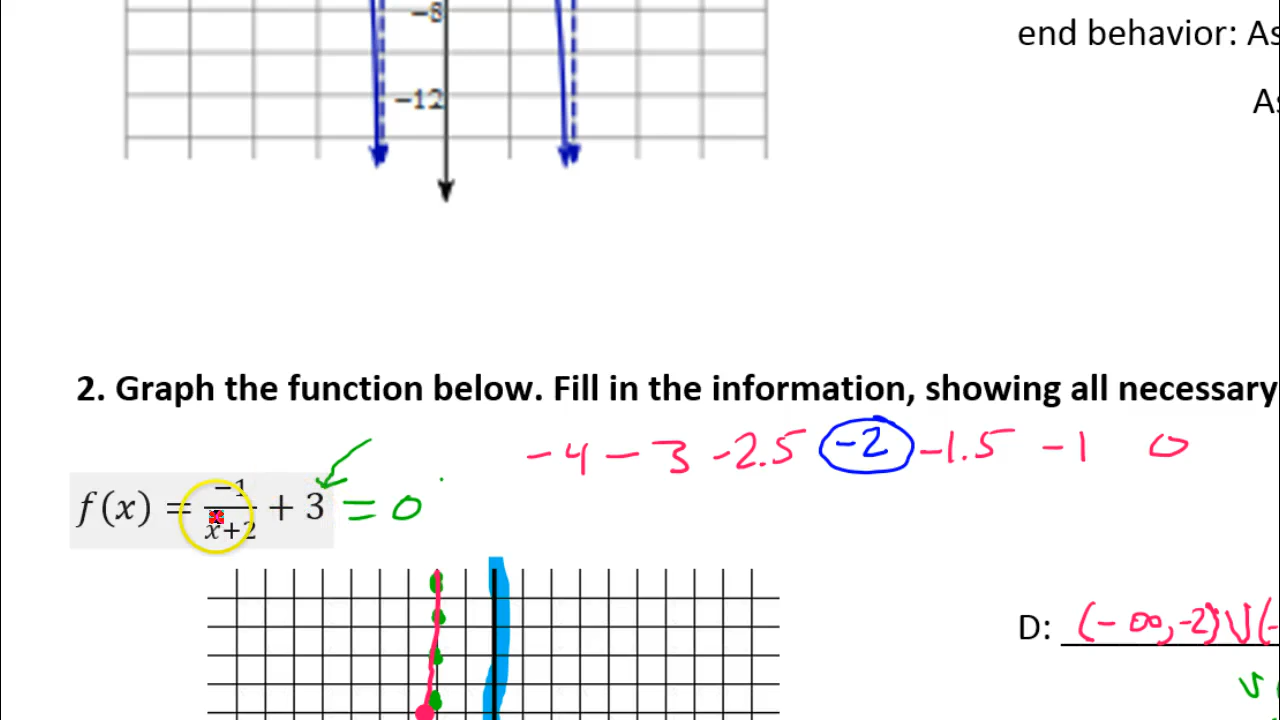 −8
end behavior: As
−12
As
2. Graph the function below. Fill in the information, showing all necessary
-4 -3 -2.5 -2 -1.5 -1 0
f(x) = −1/x+2 + 3 = 0
D: (-∞,-2)∪(-
v